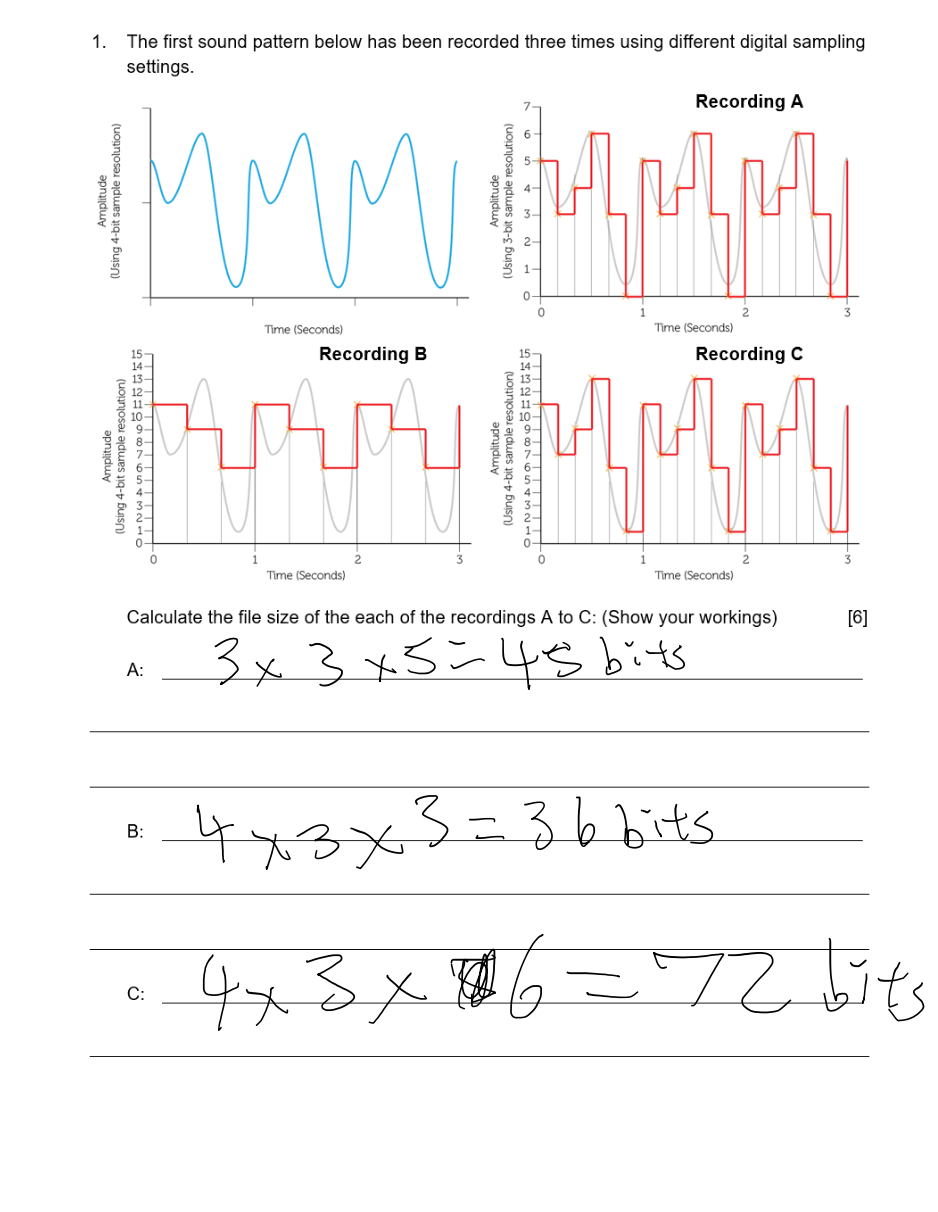 1. The first sound pattern below has been recorded three times using different digital sampling
settings.
Amplitude
(Using 4-bit sample resolution)
Time (Seconds)
Recording A
Amplitude
(Using 3-bit sample resolution)
7
6
5
4
3
2
1
0
0 1 2 3
Time (Seconds)
Recording B
Amplitude
(Using 4-bit sample resolution)
15
14
13
12
11
10
9
8
7
6
5
4
3
2
1
0
0 1 2 3
Time (Seconds)
Recording C
Amplitude
(Using 4-bit sample resolution)
15
14
13
12
11
10
9
8
7
6
5
4
3
2
1
0
0 1 2 3
Time (Seconds)
Calculate the file size of the each of the recordings A to C: (Show your workings) [6]
A: 3 x 3 x 5 = 45 bits
B: 4 x 3 x 3 = 36 bits
C: 4 x 3 x 6 = 72 bits